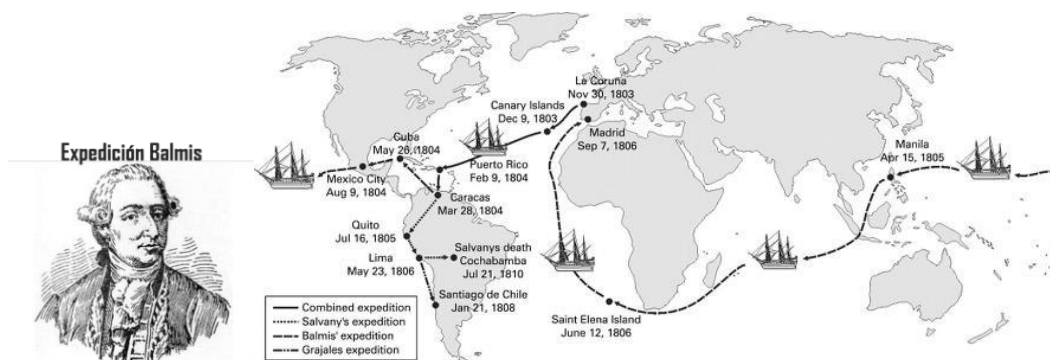 Expedición Balmis
La Coruna
Nov 30, 1803
Canary Islands
Dec 9, 1803
Madrid
Sep 7, 1806
Cuba
May 26, 1804
Mexico City
Aug 9, 1804
Puerto Rico
Feb 9, 1804
Caracas
Mar 28, 1804
Manila
Apr 15, 1805
Quito
Jul 16, 1805
Lima
May 23, 1806
Salvanys death
Cochabamba
Jul 21, 1810
Santiago de Chile
Jan 21, 1808
Saint Elena Island
June 12, 1806
Combined expedition
Salvany's expedition
Balmis' expedition
Grajales expedition